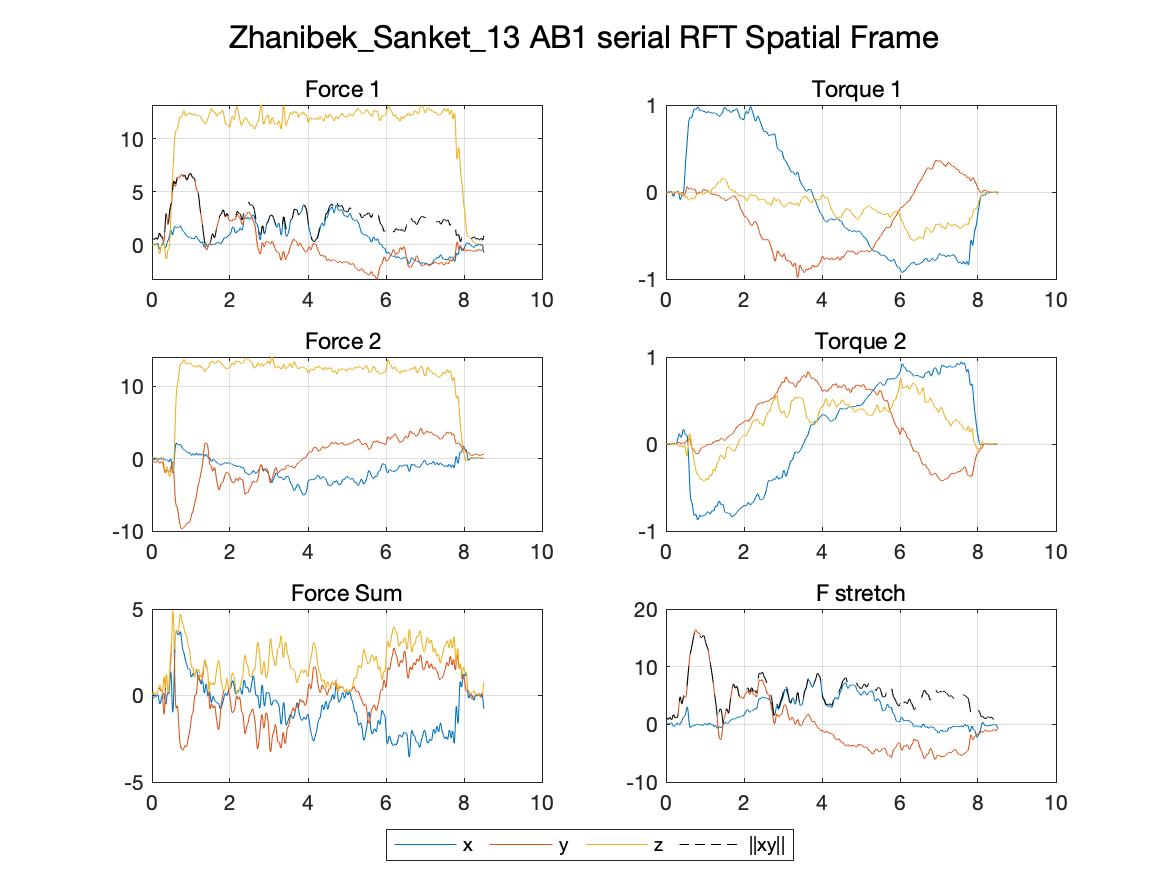 Zhanibek_Sanket_13 AB1 serial RFT Spatial Frame
Force 1
10
5
0
0 2 4 6 8 10
Torque 1
1
0
-1
0 2 4 6 8 10
Force 2
10
0
-10
0 2 4 6 8 10
Torque 2
1
0
-1
0 2 4 6 8 10
Force Sum
5
0
-5
0 2 4 6 8 10
F stretch
20
10
0
-10
0 2 4 6 8 10
x y z ||xy||